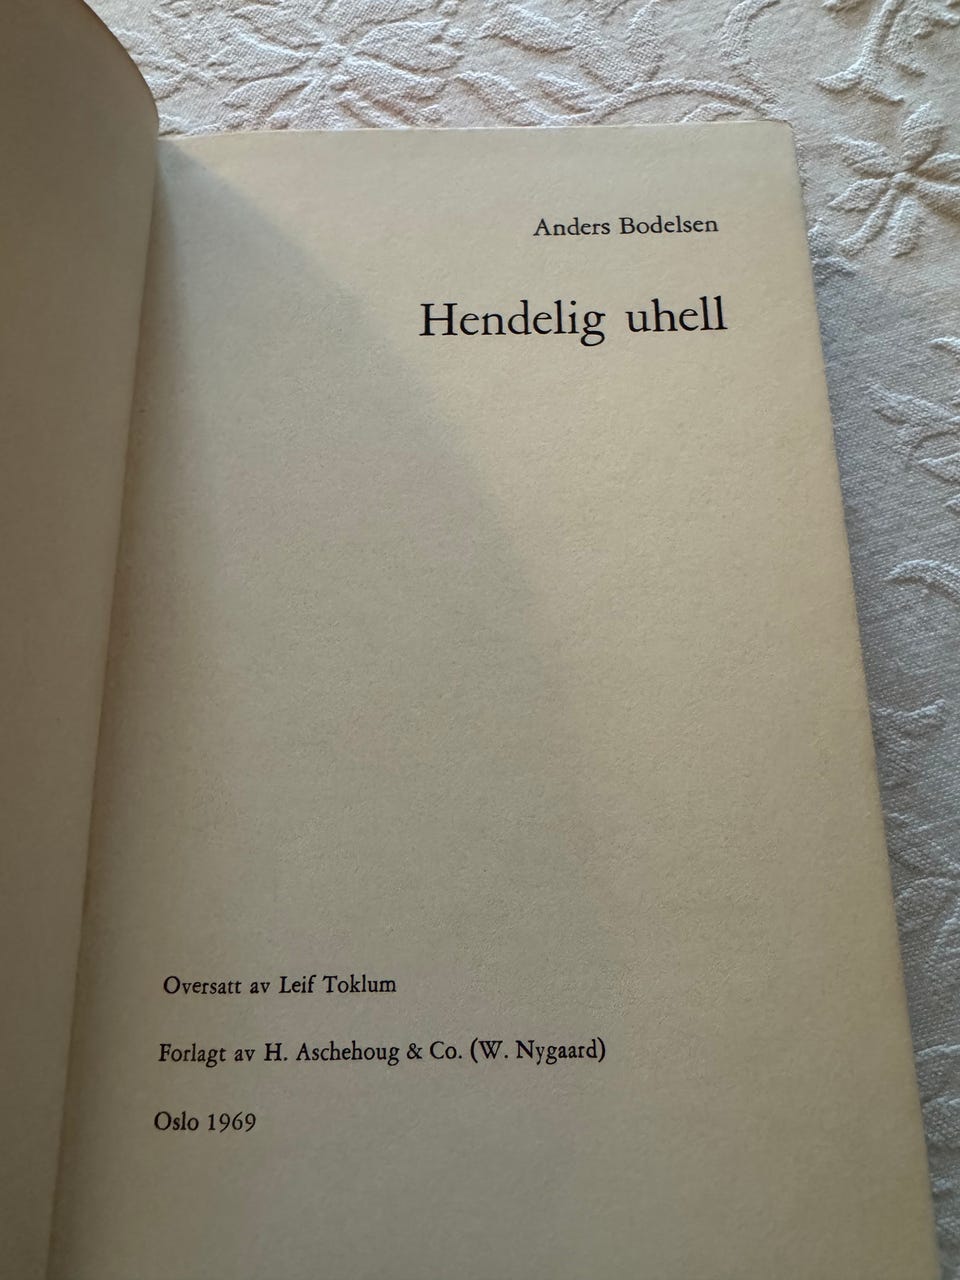 Anders Bodelsen
Hendelig uhell
Oversatt av Leif Toklum
Forlagt av H. Aschehoug & Co. (W. Nygaard)
Oslo 1969